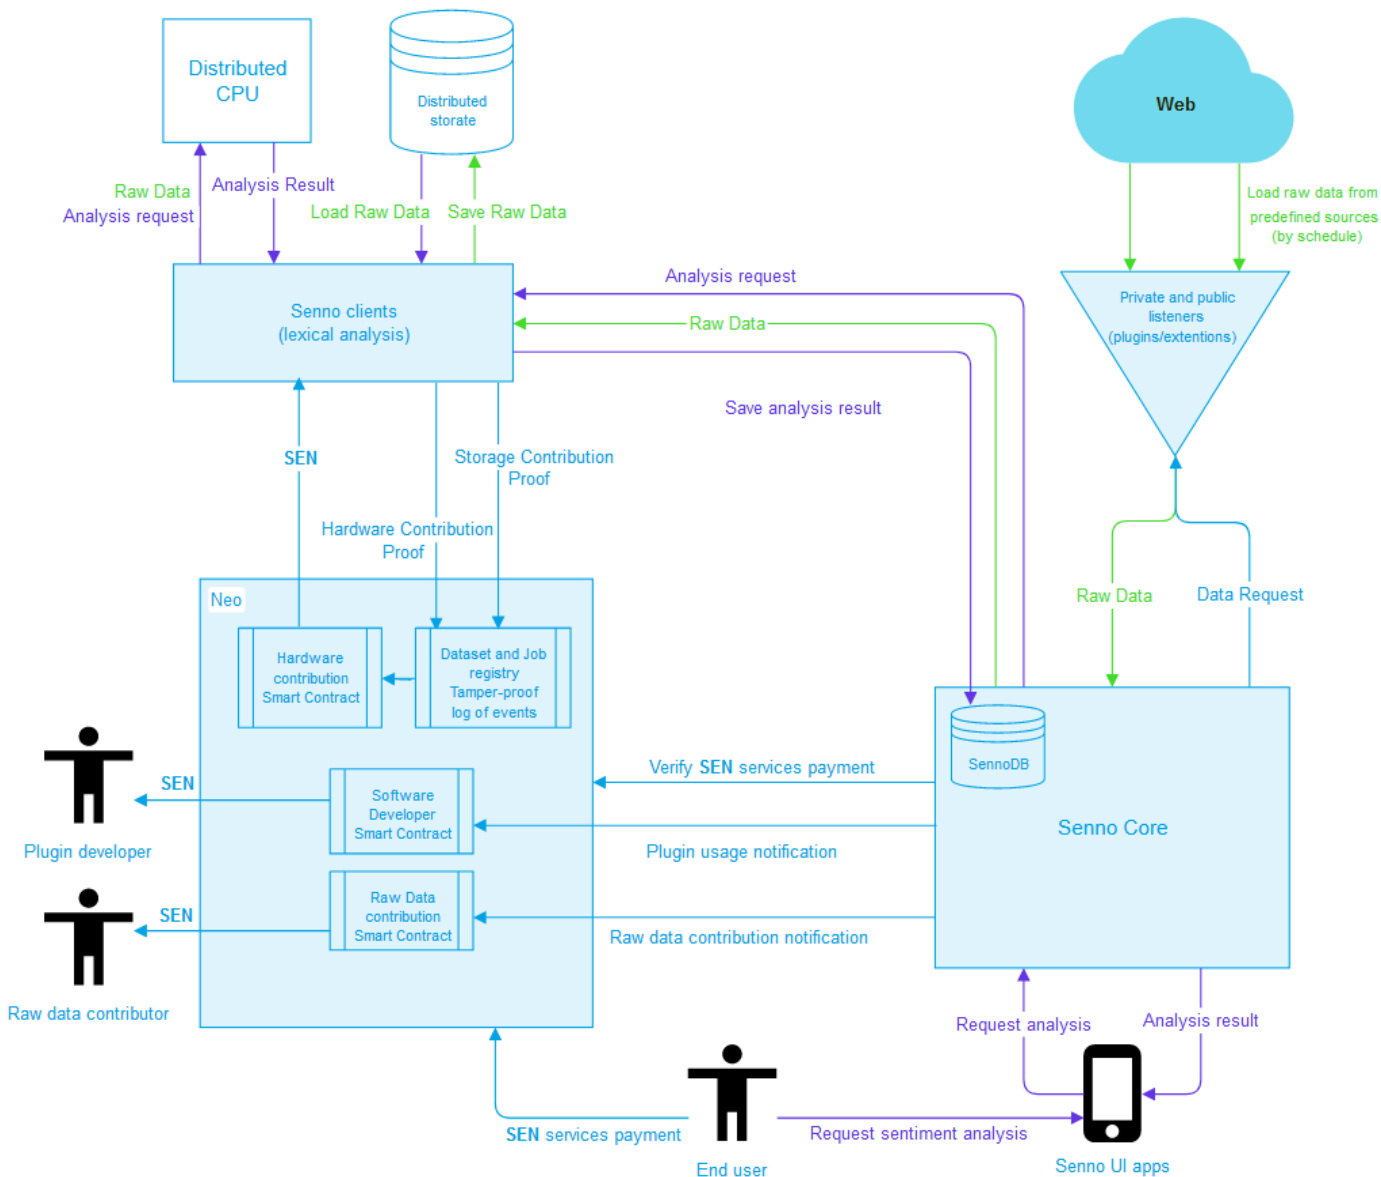 Distributed
CPU
Distributed
storate
Web
Raw Data
Analysis request
Analysis Result
Load Raw Data
Save Raw Data
Load raw data from
predefined sources
(by schedule)
Senno clients
(lexical analysis)
Analysis request
Raw Data
Save analysis result
Private and public
listeners
(plugins/extentions)
SEN
Storage Contribution
Proof
Hardware Contribution
Proof
Raw Data
Data Request
Neo
Hardware
contribution
Smart Contract
Dataset and Job
registry
Tamper-proof
log of events
SennoDB
Senno Core
Verify SEN services payment
SEN
Software
Developer
Smart Contract
Plugin usage notification
Plugin developer
Raw Data
contribution
Smart Contract
SEN
Raw data contribution notification
Raw data contributor
Request analysis
Analysis result
SEN services payment
Request sentiment analysis
End user
Senno UI apps